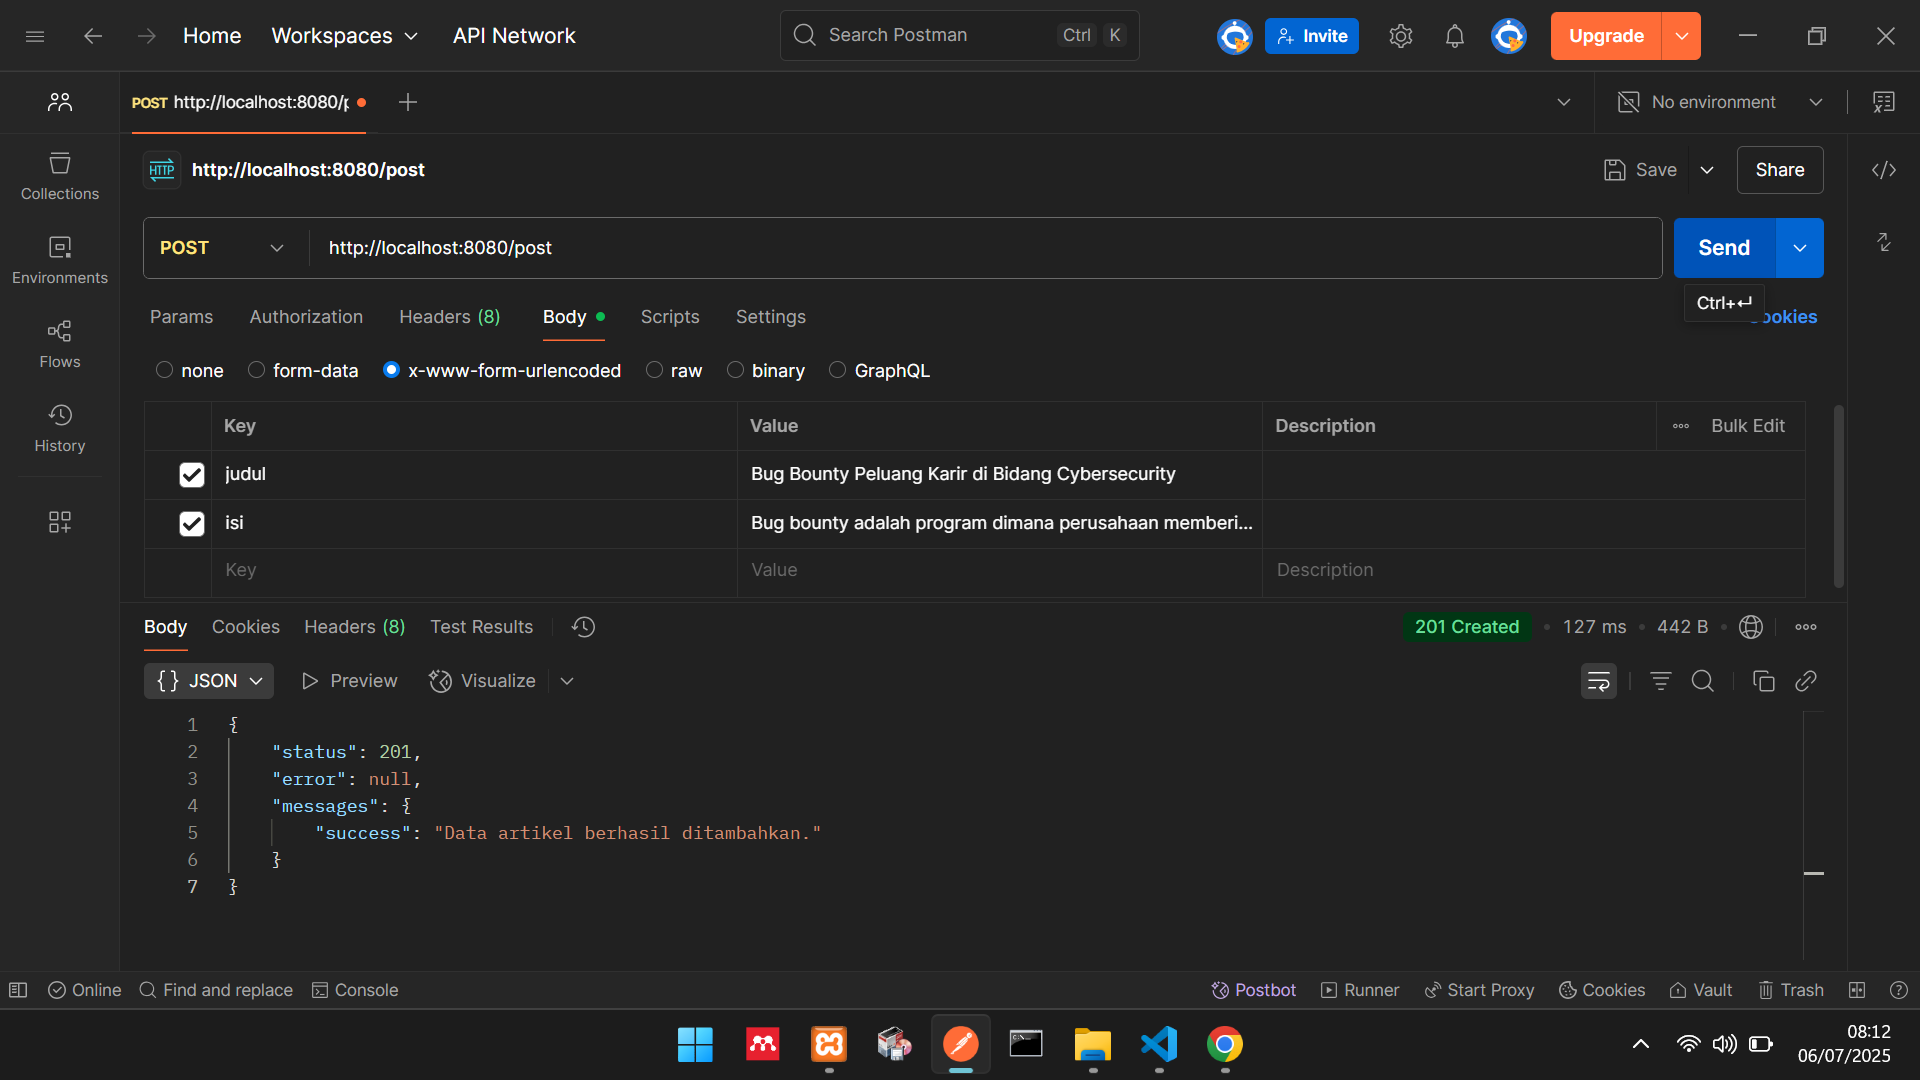 Home
Workspaces
API Network
Search Postman
Ctrl K
Invite
Upgrade
POST http://localhost:8080/p
No environment
HTTP http://localhost:8080/post
Save
Share
POST
http://localhost:8080/post
Send
Ctrl+↵
Params
Authorization
Headers (8)
Body
Scripts
Settings
ookies
none
form-data
x-www-form-urlencoded
raw
binary
GraphQL
Key
Value
Description
Bulk Edit
judul
Bug Bounty Peluang Karir di Bidang Cybersecurity
isi
Bug bounty adalah program dimana perusahaan memberi...
Key
Value
Description
Collections
Environments
Flows
History
Body
Cookies
Headers (8)
Test Results
201 Created
127 ms
442 B
{} JSON
Preview
Visualize
1 {
2 "status": 201,
3 "error": null,
4 "messages": {
5 "success": "Data artikel berhasil ditambahkan."
6 }
7 }
Online
Find and replace
Console
Postbot
Runner
Start Proxy
Cookies
Vault
Trash
08:12
06/07/2025